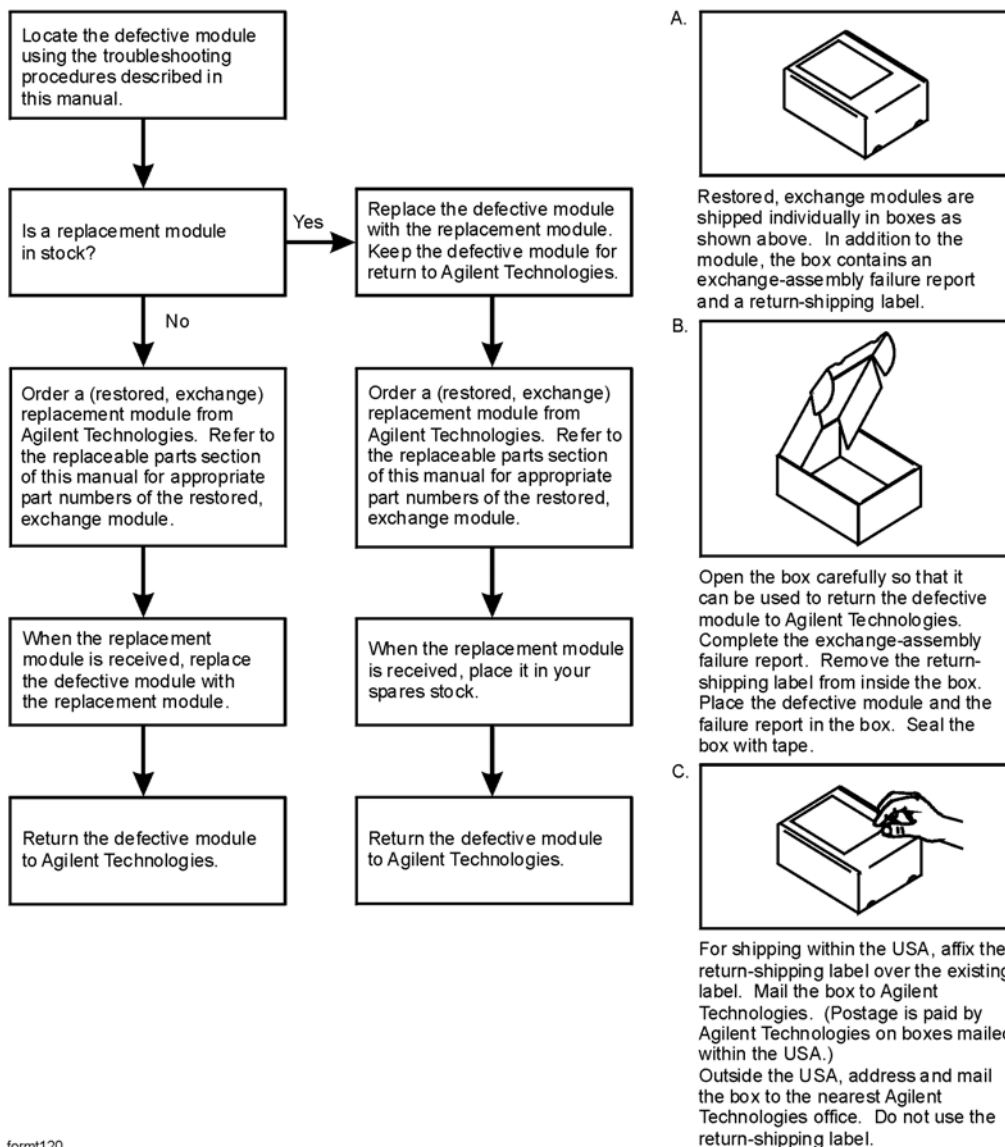 Locate the defective module
using the troubleshooting
procedures described in
this manual.
Is a replacement module
in stock?
Yes
No
Replace the defective module
with the replacement module.
Keep the defective module for
return to Agilent Technologies.
Order a (restored, exchange)
replacement module from
Agilent Technologies. Refer to
the replaceable parts section
of this manual for appropriate
part numbers of the restored,
exchange module.
Order a (restored, exchange)
replacement module from
Agilent Technologies. Refer to
the replaceable parts section
of this manual for appropriate
part numbers of the restored,
exchange module.
When the replacement
module is received, replace
the defective module with
the replacement module.
When the replacement module
is received, place it in your
spares stock.
Return the defective module
to Agilent Technologies.
Return the defective module
to Agilent Technologies.
A.
Restored, exchange modules are
shipped individually in boxes as
shown above. In addition to the
module, the box contains an
exchange-assembly failure report
and a return-shipping label.
B.
Open the box carefully so that it
can be used to return the defective
module to Agilent Technologies.
Complete the exchange-assembly
failure report. Remove the return-
shipping label from inside the box.
Place the defective module and the
failure report in the box. Seal the
box with tape.
C.
For shipping within the USA, affix the
return-shipping label over the existing
label. Mail the box to Agilent
Technologies. (Postage is paid by
Agilent Technologies on boxes mailed
within the USA.)
Outside the USA, address and mail
the box to the nearest Agilent
Technologies office. Do not use the
return-shipping label.